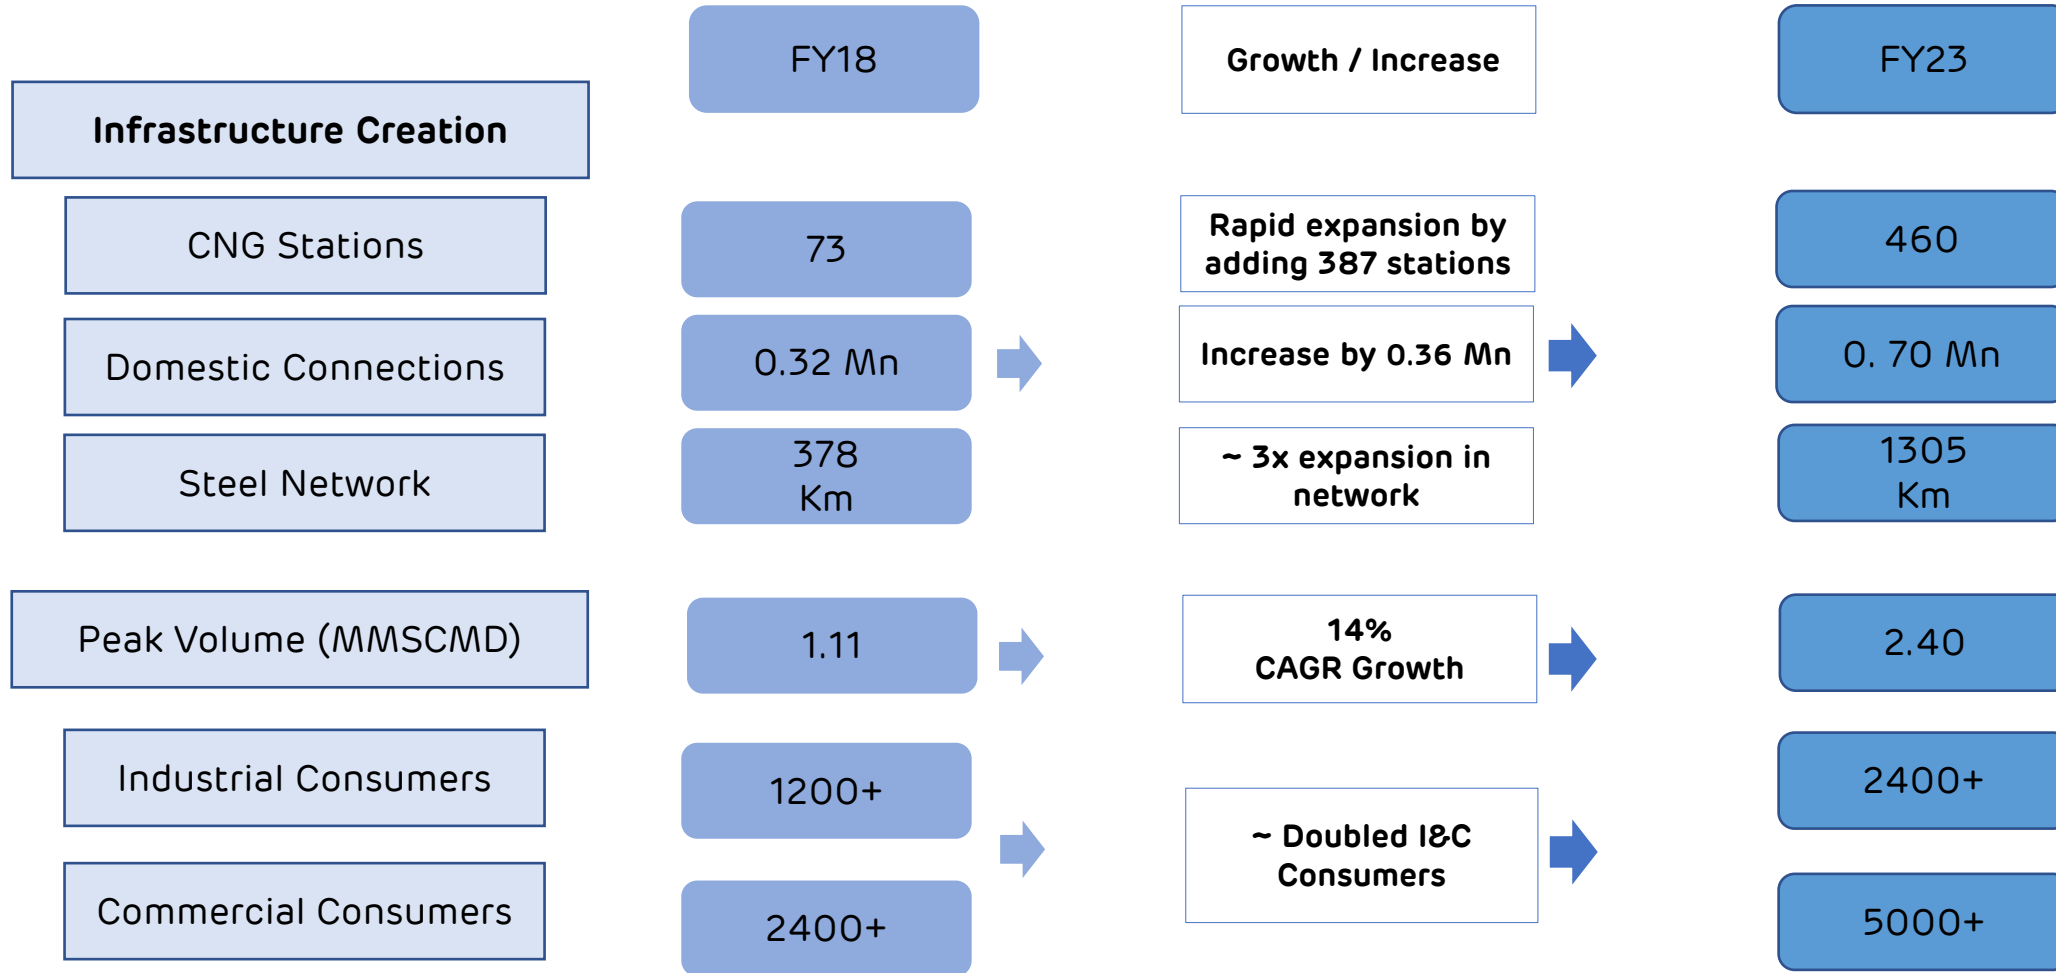 FY18
Growth / Increase
FY23
Infrastructure Creation
CNG Stations
73
Rapid expansion by
adding 387 stations
460
Domestic Connections
0.32 Mn
Increase by 0.36 Mn
0. 70 Mn
Steel Network
378
Km
~ 3x expansion in
network
1305
Km
Peak Volume (MMSCMD)
1.11
14%
CAGR Growth
2.40
Industrial Consumers
1200+
2400+
~ Doubled I&C
Consumers
Commercial Consumers
2400+
5000+